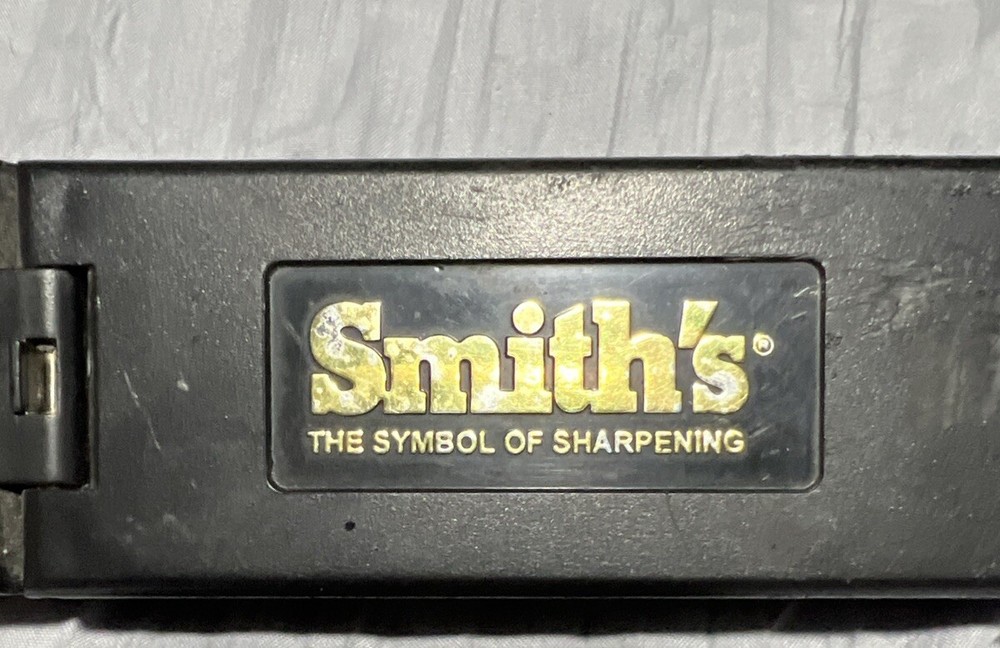 Smith's®
THE SYMBOL OF SHARPENING